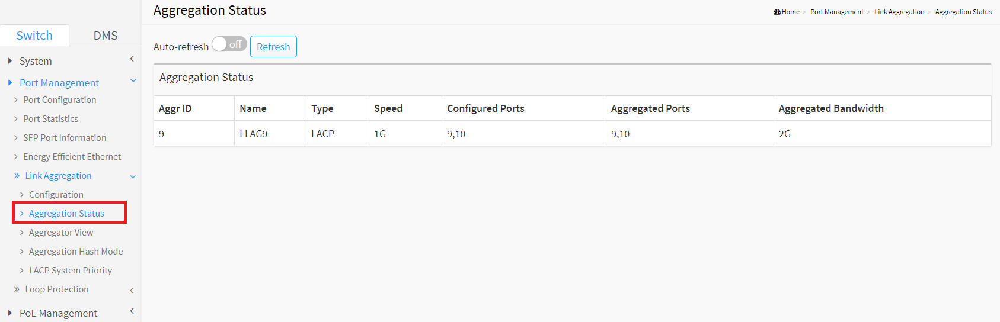 Aggregation Status
Home > Port Management > Link Aggregation > Aggregation Status
Switch DMS
System
Port Management
Port Configuration
Port Statistics
SFP Port Information
Energy Efficient Ethernet
Link Aggregation
Configuration
Aggregation Status
Aggregator View
Aggregation Hash Mode
LACP System Priority
Loop Protection
PoE Management
Auto-refresh off Refresh
Aggregation Status
Aggr ID Name Type Speed Configured Ports Aggregated Ports Aggregated Bandwidth
9 LLAG9 LACP 1G 9,10 9,10 2G